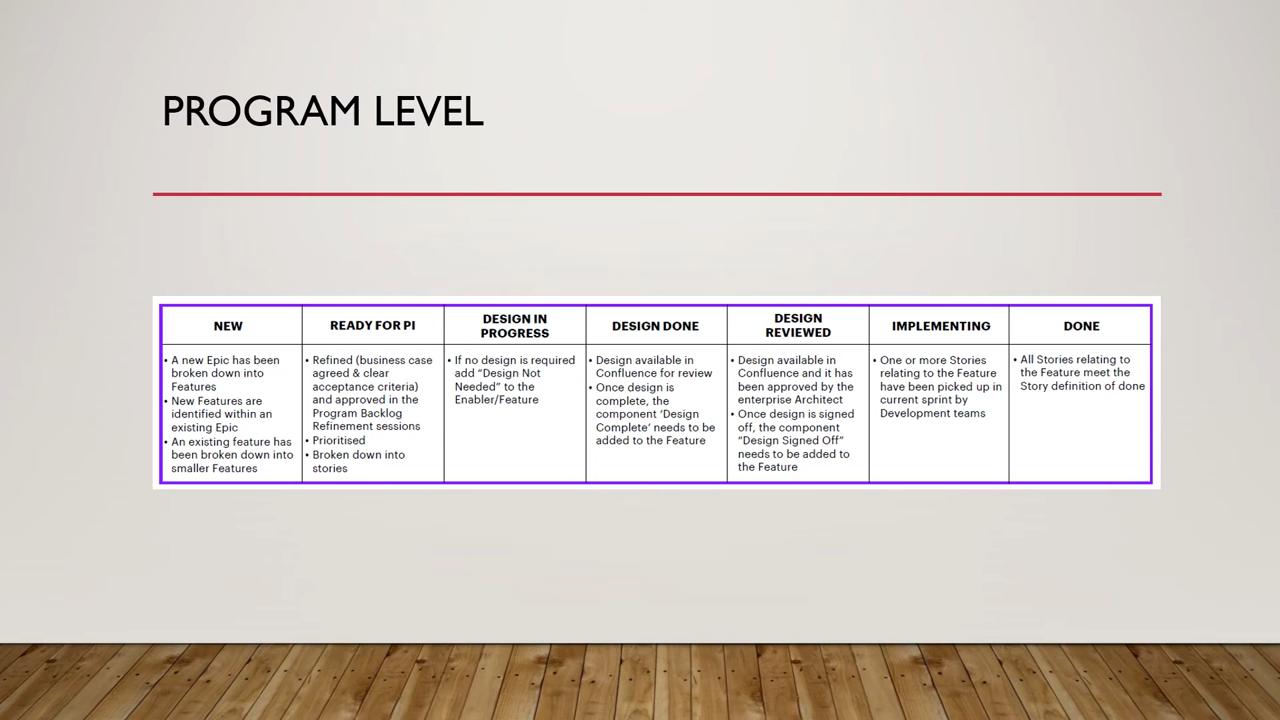 PROGRAM LEVEL
NEW
• A new Epic has been
broken down into
Features
• New Features are
identified within an
existing Epic
• An existing feature has
been broken down into
smaller Features
READY FOR PI
• Refined (business case
agreed & clear
acceptance criteria)
and approved in the
Program Backlog
Refinement sessions
• Prioritised
• Broken down into
stories
DESIGN IN
PROGRESS
• If no design is required
add “Design Not
Needed” to the
Enabler/Feature
DESIGN DONE
• Design available in
Confluence for review
• Once design is
complete, the
component ‘Design
Complete’ needs to be
added to the Feature
DESIGN
REVIEWED
• Design available in
Confluence and it has
been approved by the
enterprise Architect
• Once design is signed
off, the component
“Design Signed Off”
needs to be added to
the Feature
IMPLEMENTING
• One or more Stories
relating to the Feature
have been picked up in
current sprint by
Development teams
DONE
• All Stories relating to
the Feature meet the
Story definition of done